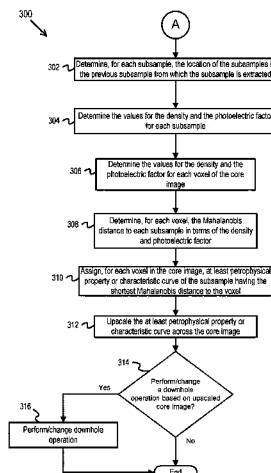 300
A
302
Determine, for each subsample, the location of the subsamples in
the previous subsample from which the subsample is extracted
304
Determine the values for the density and the photoelectric factor
for each subsample
306
Determine the values for the density and the
photoelectric factor for each voxel of the core
image
308
Determine, for each voxel, the Mahalanobis
distance to each subsample in terms of the density
and photoelectric factor
310
Assign, for each voxel in the core image, at least petrophysical
property or characteristic curve of the subsample having the
shortest Mahalanobis distance to the voxel
312
Upscale the at least petrophysical property or
characteristic curve across the core image
314
Perform/change
a downhole
operation based on upscaled
core image?
Yes
316
Perform/change downhole
operation
No
End